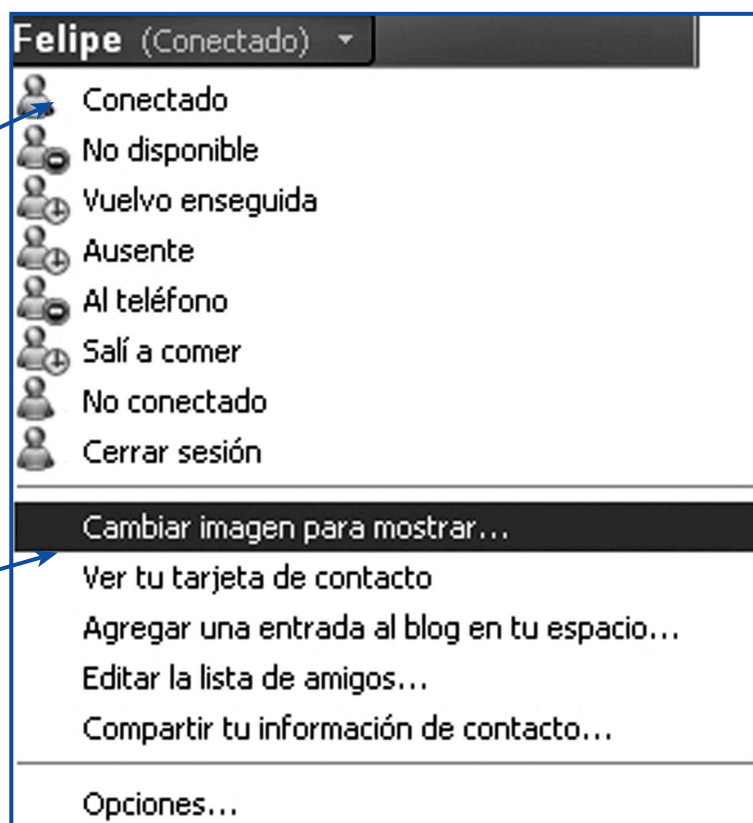 Felipe (Conectado)
Conectado
No disponible
Vuelvo enseguida
Ausente
Al teléfono
Salí a comer
No conectado
Cerrar sesión
Cambiar imagen para mostrar...
Ver tu tarjeta de contacto
Agregar una entrada al blog en tu espacio...
Editar la lista de amigos...
Compartir tu información de contacto...
Opciones...